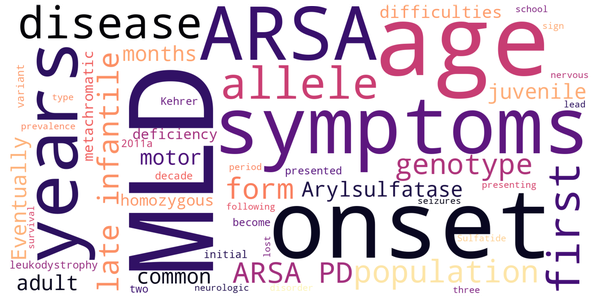 disease
ARSA
age
difficulties
school
sign
years
months
allele
juvenile
nervous
variant
type
metachromatic
Kehrer
MLD
symptoms
lead
prevalence
late infantile
deficiency
2011a
motor
decade
period
presented
genotype
presenting
first
Eventually
survival
homozygous
form
following
Arylsulfatase
seizures
onset
become
sulfatide
leukodystrophy
adult
common
initial
lost
ARSA PD
population
two
neurologic
disorder
three